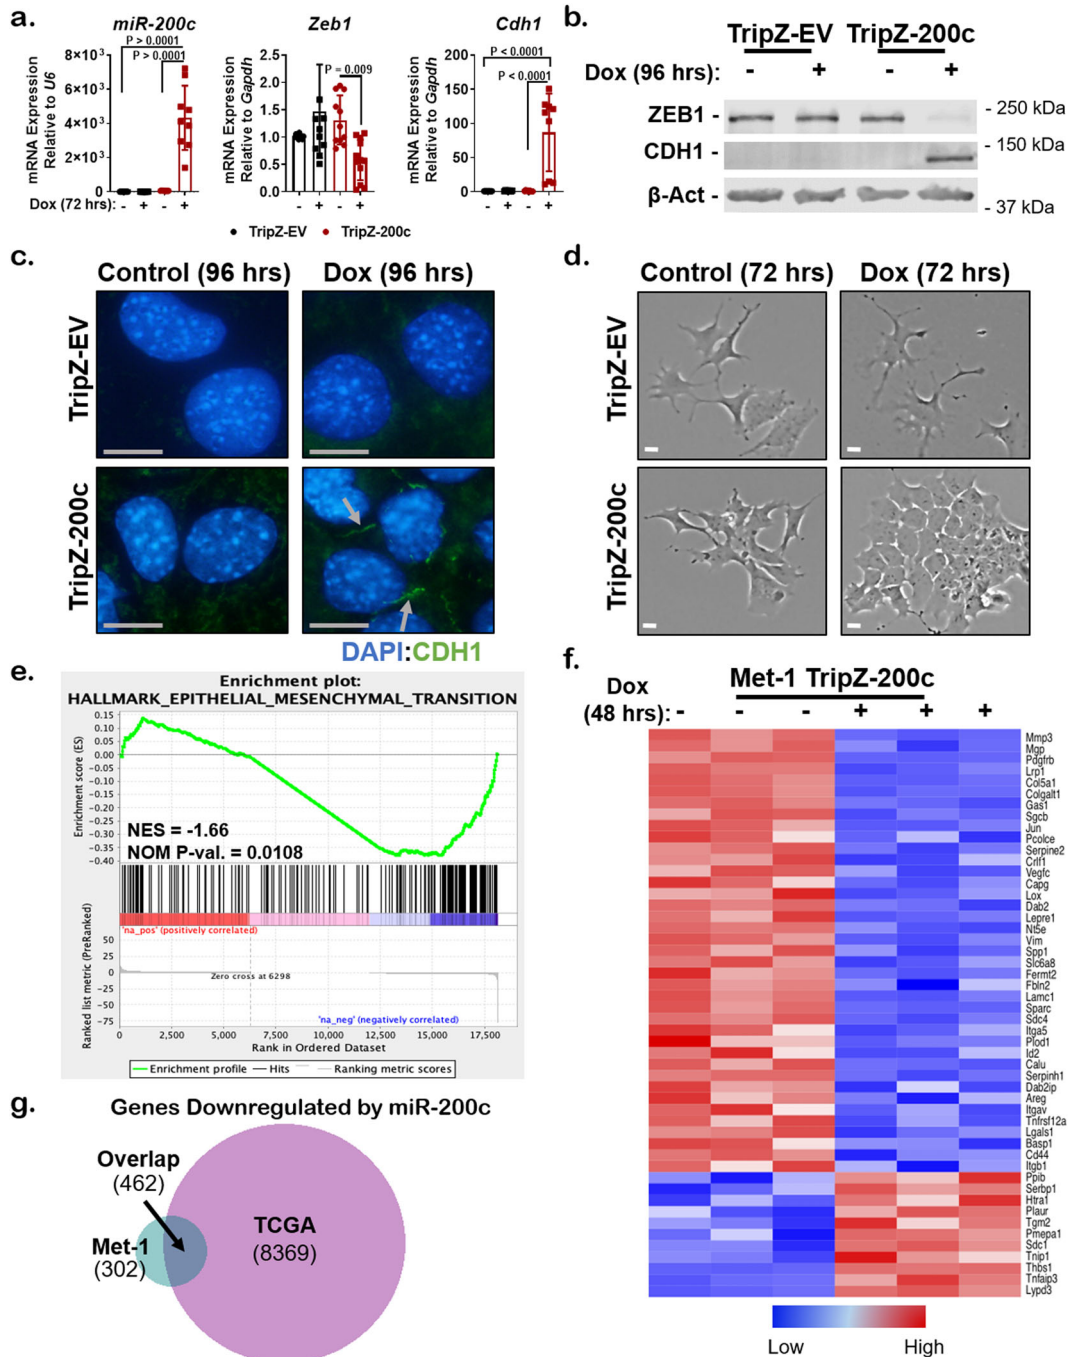 a.
miR-200c
Zeb1
Cdh1
mRNA Expression
Relative to U6
8×10³
6×10³
4×10³
2×10³
0
P > 0.0001
P > 0.0001
mRNA Expression
Relative to Gapdh
2.5
2.0
1.5
1.0
0.5
0.0
P = 0.009
mRNA Expression
Relative to Gapdh
200
150
100
50
0
P < 0.0001
P < 0.0001
Dox (72 hrs): - + - + - + - + - + - +
TripZ-EV TripZ-200c
b.
TripZ-EV TripZ-200c
Dox (96 hrs): - + - +
ZEB1 -
- 250 kDa
CDH1
- 150 kDa
β-Act -
- 37 kDa
c.
Control (96 hrs) Dox (96 hrs)
TripZ-EV
TripZ-200c
DAPI:CDH1
d.
Control (72 hrs) Dox (72 hrs)
TripZ-EV
TripZ-200c
e.
Enrichment plot:
HALLMARK_EPITHELIAL_MESENCHYMAL_TRANSITION
Enrichment score (ES)
0.15
0.10
0.05
0.00
-0.05
-0.10
-0.15
-0.20
-0.25
-0.30
-0.35
-0.40
NES = -1.66
NOM P-val. = 0.0108
'na_pos' (positively correlated)
Ranked list metric (PreRanked)
50
25
0
-25
-50
-75
Zero cross at 6298
'na_neg' (negatively correlated)
0 2,500 5,000 7,500 10,000 12,500 15,000 17,500
Rank in Ordered Dataset
Enrichment profile Hits Ranking metric scores
f.
Met-1 TripZ-200c
Dox
(48 hrs): - - - + + +
Mmp3
Mgp
Pdgfrb
Lrp1
Col5a1
Colgalt1
Gas1
Sgcb
Jun
Pcolce
Serpine2
Crlf1
Vegfc
Capg
Lox
Dab2
Lepre1
Nt5e
Vim
Spp1
Slc6a8
Fermt2
Fbln2
Lamc1
Sparc
Sdc4
Itga5
Plod1
Id2
Calu
Serpinh1
Dab2ip
Areg
Itgav
Tnfrsf12a
Lgals1
Basp1
Cd44
Itgb1
Ppib
Serbp1
Htra1
Plaur
Tgm2
Pmepa1
Sdc1
Tnip1
Thbs1
Tnfaip3
Lypd3
Low High
g.
Genes Downregulated by miR-200c
Overlap
(462)
Met-1
(302)
TCGA
(8369)